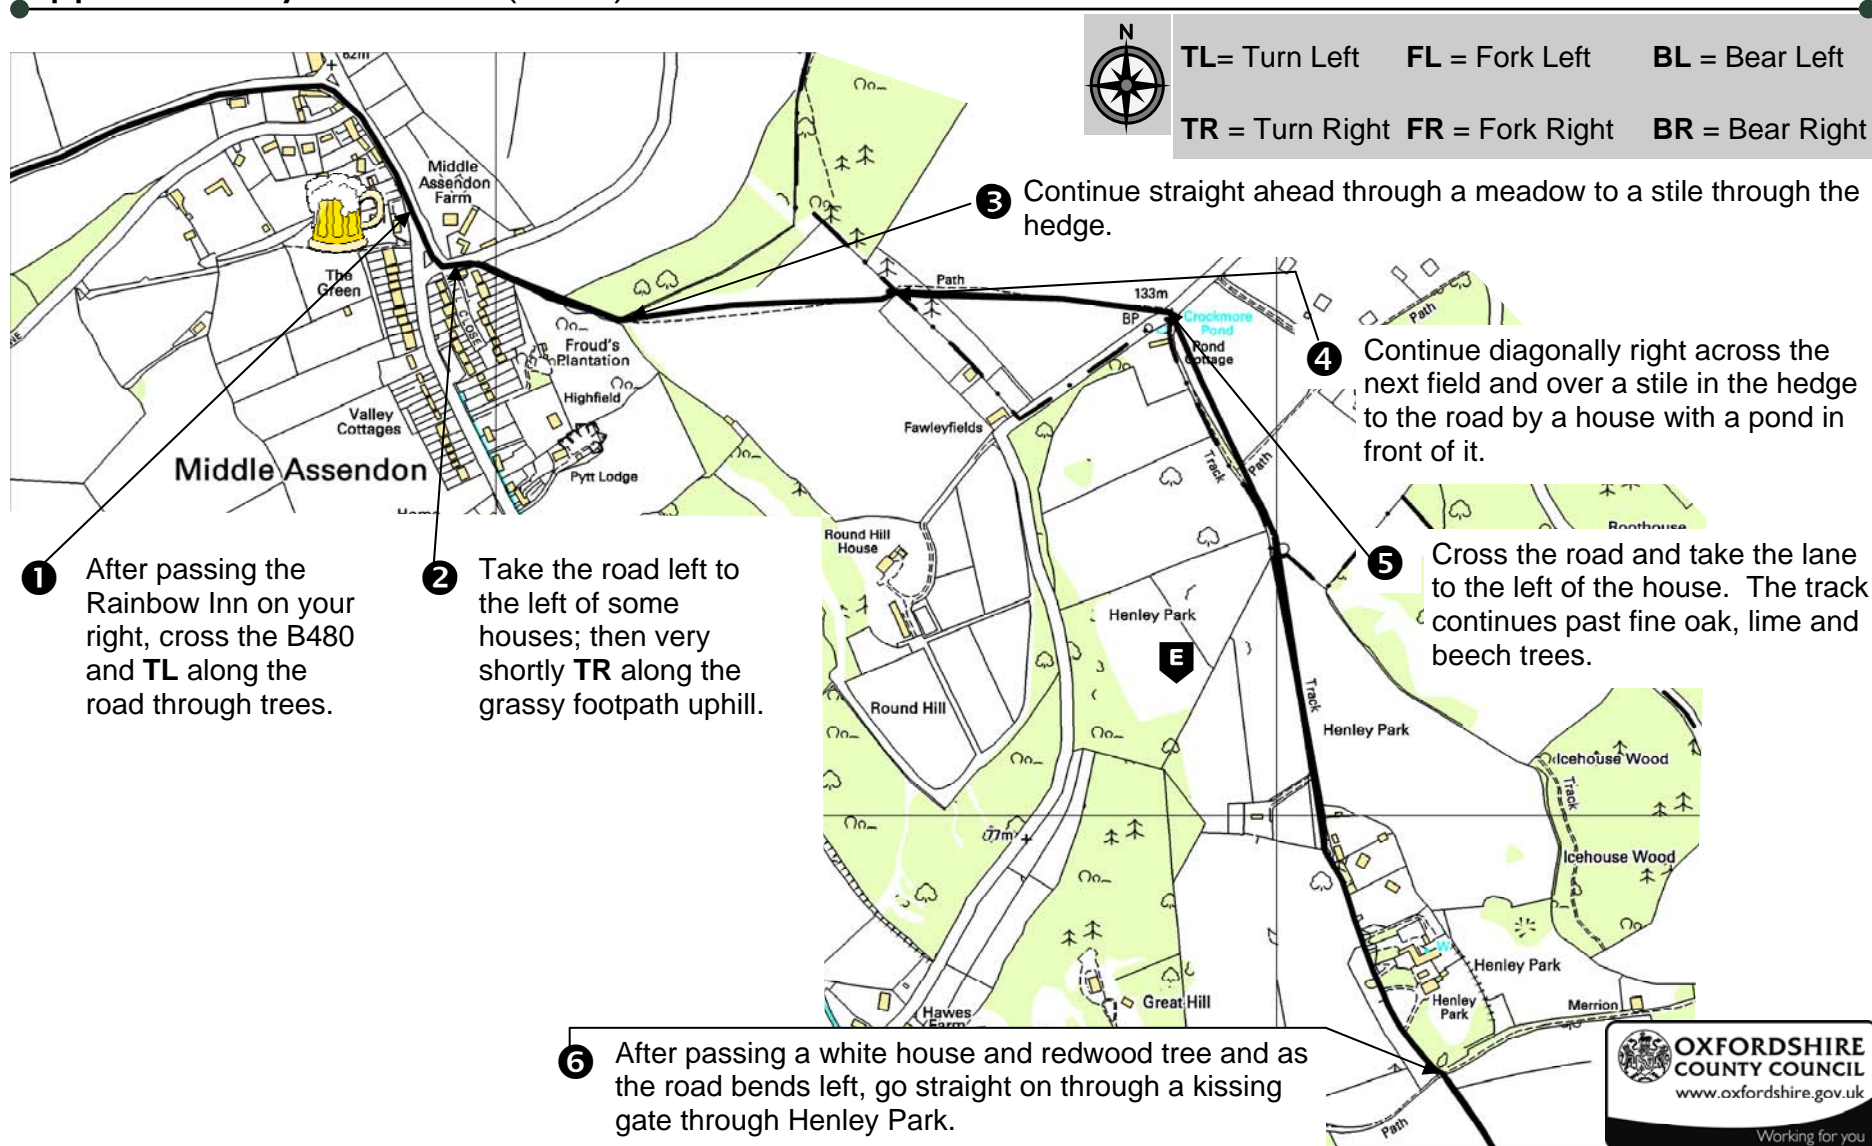 N
TL= Turn Left FL = Fork Left BL = Bear Left
TR = Turn Right FR = Fork Right BR = Bear Right
62m
Middle
Assendon
Farm
❸ Continue straight ahead through a meadow to a stile through the
hedge.
The
Green
CLOSE
Path
133m
BP
Crockmore
Pond
Pond
Cottage
Path
Froud's
Plantation
Highfield
Valley
Cottages
Fawleyfields
❹ Continue diagonally right across the
next field and over a stile in the hedge
to the road by a house with a pond in
front of it.
Middle Assendon
Pytt Lodge
Track
Path
Round Hill
House
❶ After passing the
Rainbow Inn on your
right, cross the B480
and TL along the
road through trees.
❷ Take the road left to
the left of some
houses; then very
shortly TR along the
grassy footpath uphill.
❺ Cross the road and take the lane
to the left of the house. The track
continues past fine oak, lime and
beech trees.
Henley Park
E
Round Hill
Track
Henley Park
Icehouse Wood
Track
77m
Icehouse Wood
W
Henley Park
Henley
Park
Merrion
Great Hill
Hawes
Farm
❻ After passing a white house and redwood tree and as
the road bends left, go straight on through a kissing
gate through Henley Park.
Path
OXFORDSHIRE
COUNTY COUNCIL
www.oxfordshire.gov.uk
Working for you